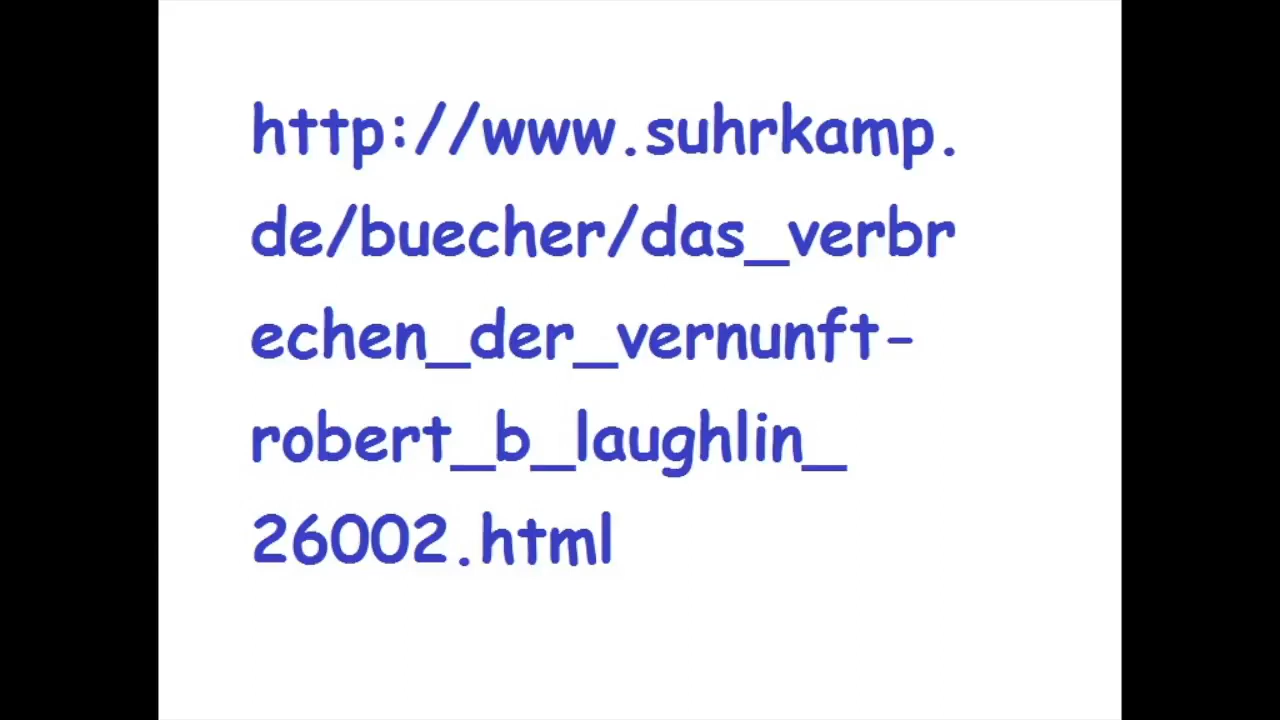 http://www.suhrkamp.
de/buecher/das_verbr
echen_der_vernunft-
robert_b_laughlin_
26002.html